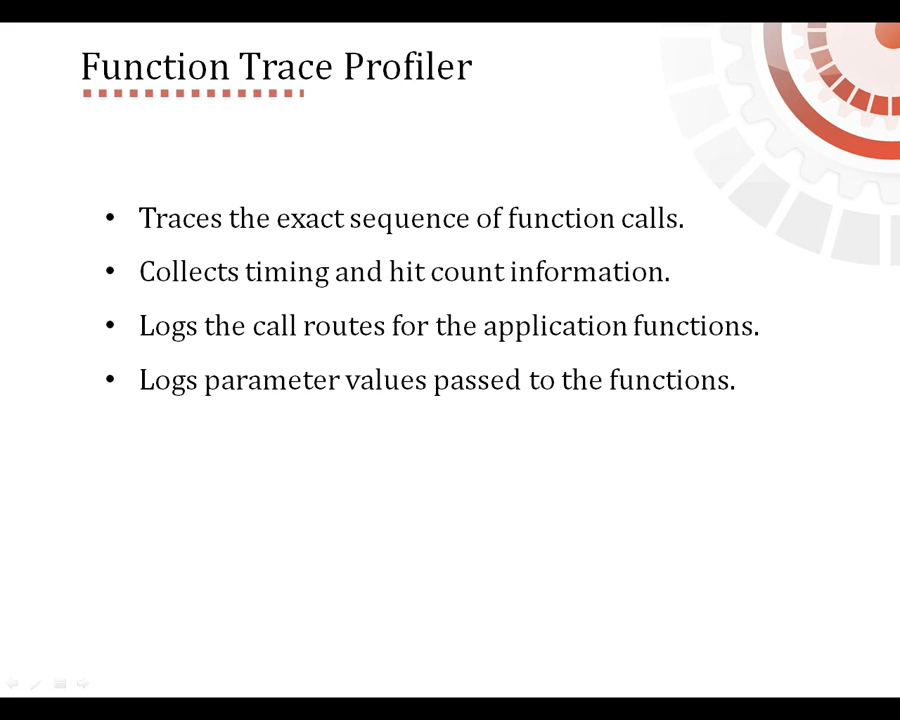 Function Trace Profiler
• Traces the exact sequence of function calls.
• Collects timing and hit count information.
• Logs the call routes for the application functions.
• Logs parameter values passed to the functions.